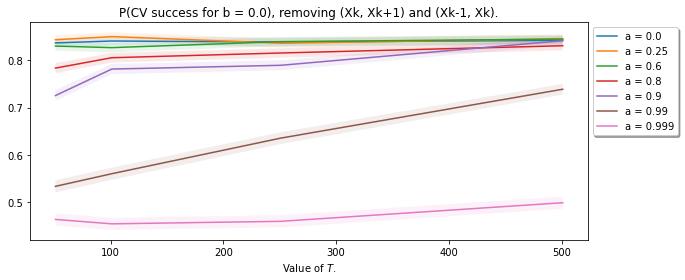 P(CV success for b = 0.0), removing (Xk, Xk+1) and (Xk-1, Xk).
0.8
0.7
0.6
0.5
100
200
300
400
500
Value of T.
a = 0.0
a = 0.25
a = 0.6
a = 0.8
a = 0.9
a = 0.99
a = 0.999